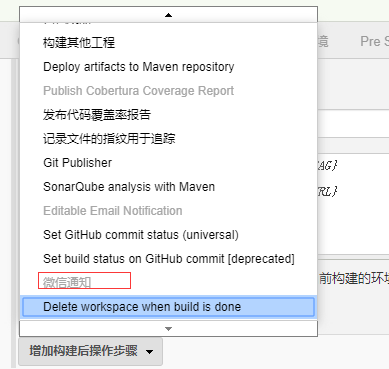 构建其他工程
Deploy artifacts to Maven repository
Publish Cobertura Coverage Report
发布代码覆盖率报告
记录文件的指纹用于追踪
Git Publisher
SonarQube analysis with Maven
Editable Email Notification
Set GitHub commit status (universal)
Set build status on GitHub commit [deprecated]
微信通知
Delete workspace when build is done
增加构建后操作步骤
境 Pre S
AG}
RL}
前构建的环境